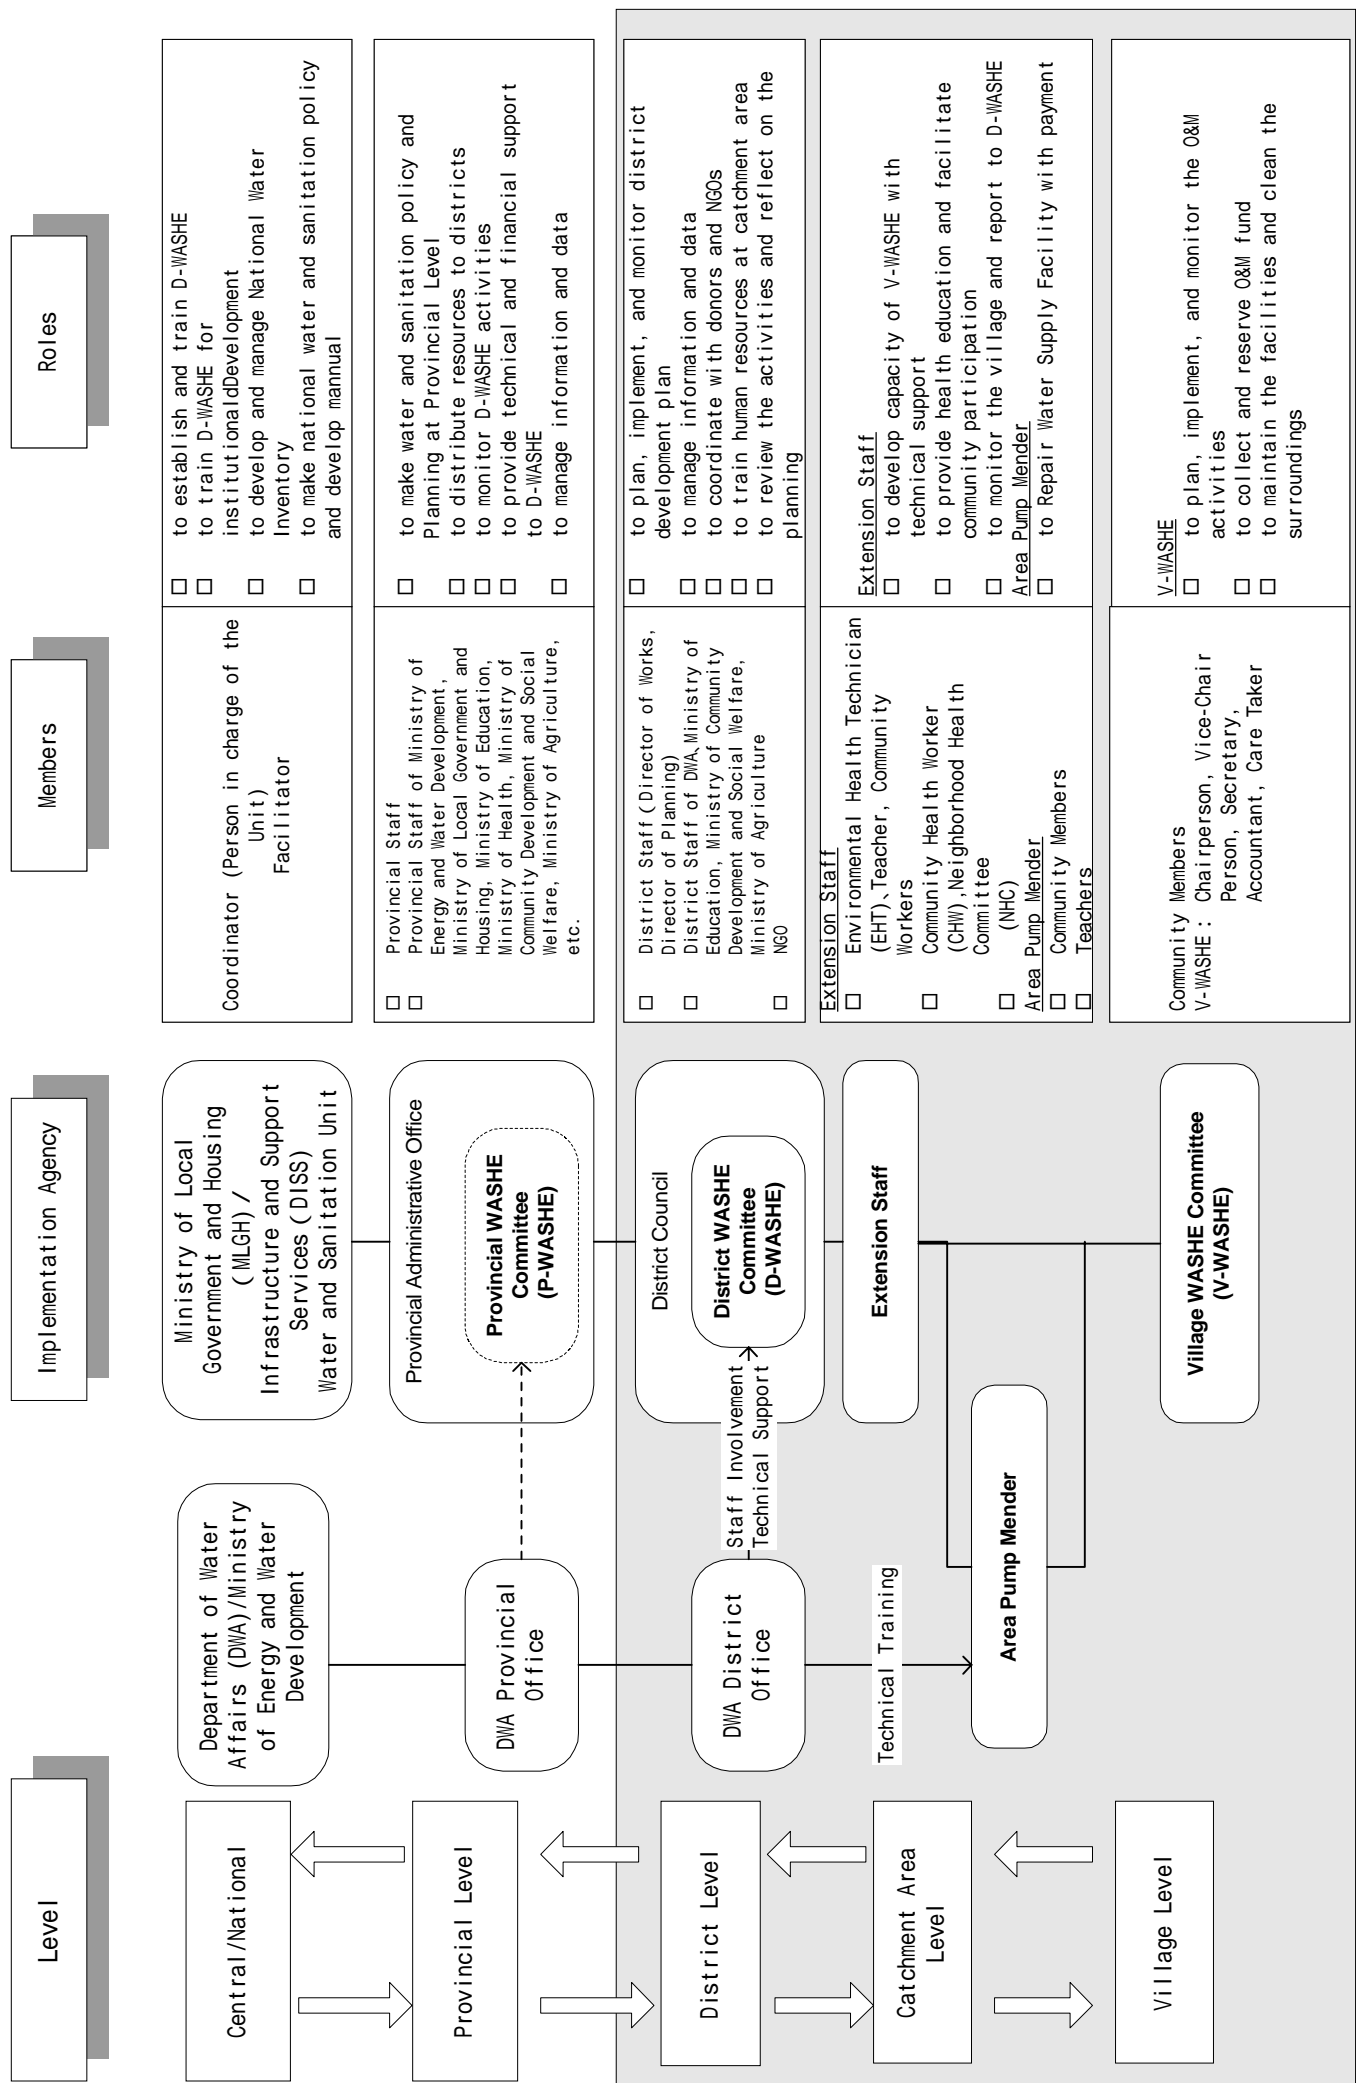 Level
Implementation Agency
Members
Roles
Central/National
Department of Water
Affairs (DWA)/Ministry
of Energy and Water
Development
Ministry of Local
Government and Housing
(MLGH)/
Infrastructure and Support
Services(DISS)
Water and Sanitation Unit
Coordinator (Person in charge of the
Unit)
Facilitator
□ to establish and train D-WASHE
□ to train D-WASHE for
institutionaldDevelopment
□ to develop and manage National Water
Inventory
□ to make national water and sanitation policy
and develop mannual
Provincial Level
DWA Provincial
Office
Provincial Administrative Office
Provincial WASHE
Committee
(P-WASHE)
□ Provincial Staff
□ Provincial Staff of Ministry of
Energy and Water Development,
Ministry of Local Government and
Housing, Ministry of Education,
Ministry of Health, Ministry of
Community Development and Social
Welfare, Ministry of Agriculture,
etc.
□ to make water and sanitation policy and
Planning at Provincial Level
□ to distribute resources to districts
□ to monitor D-WASHE activities
□ to provide technical and financial support
to D-WASHE
□ to manage information and data
District Level
DWA District
Office
Staff Involvement
Technical Support
District Council
District WASHE
Committee
(D-WASHE)
□ District Staff(Director of Works,
Director of Planning)
□ District Staff of DWA、Ministry of
Education, Ministry of Community
Development and Social Welfare,
Ministry of Agriculture
□ NGO
□ to plan, implement, and monitor district
development plan
□ to manage information and data
□ to coordinate with donors and NGOs
□ to train human resources at catchment area
□ to review the activities and reflect on the
planning
Catchment Area
Level
Technical Training
Area Pump Mender
Extension Staff
Extension Staff
□ Environmental Health Technician
(EHT)、Teacher, Community
Workers
□ Community Health Worker
(CHW),Neighborhood Health
Committee
□ (NHC)
Area Pump Mender
□ Community Members
□ Teachers
Extension Staff
□ to develop capacity of V-WASHE with
technical support
□ to provide health education and facilitate
community participation
□ to monitor the village and report to D-WASHE
Area Pump Mender
□ to Repair Water Supply Facility with payment
Village Level
Village WASHE Committee
(V-WASHE)
Community Members
V-WASHE: Chairperson, Vice-Chair
Person, Secretary,
Accountant, Care Taker
V-WASHE
□ to plan, implement, and monitor the O&M
activities
□ to collect and reserve O&M fund
□ to maintain the facilities and clean the
surroundings